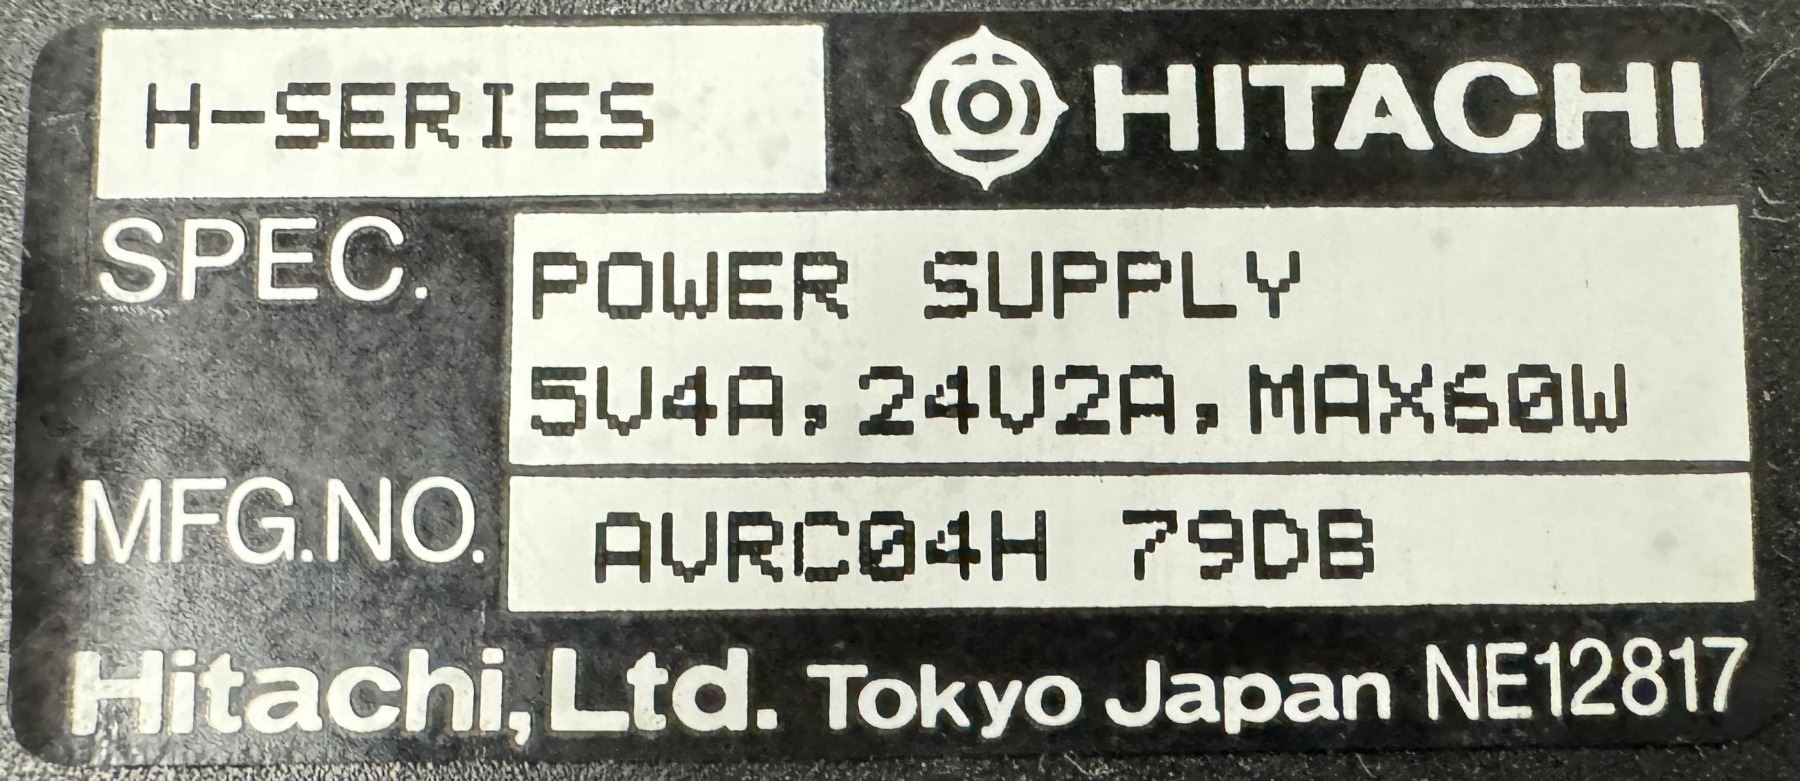 H-SERIES
HITACHI
SPEC. POWER SUPPLY
5V4A, 24V2A, MAX60W
MFG.NO. AVRC04H 79DB
Hitachi, Ltd. Tokyo Japan NE12817